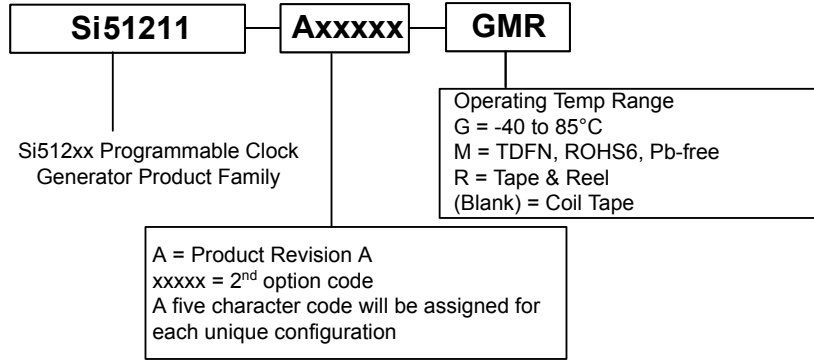 Si51211 Axxxxx GMR
Operating Temp Range
G = -40 to 85°C
M = TDFN, ROHS6, Pb-free
R = Tape & Reel
(Blank) = Coil Tape
Si512xx Programmable Clock
Generator Product Family
A = Product Revision A
xxxxx = 2nd option code
A five character code will be assigned for
each unique configuration